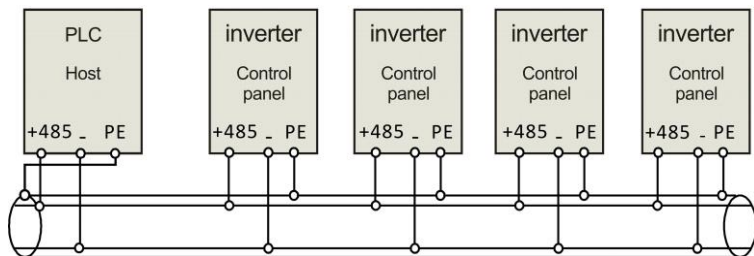 PLC
Host
+485 - PE
inverter
Control
panel
+485 - PE
inverter
Control
panel
+485 - PE
inverter
Control
panel
+485 - PE
inverter
Control
panel
+485 - PE